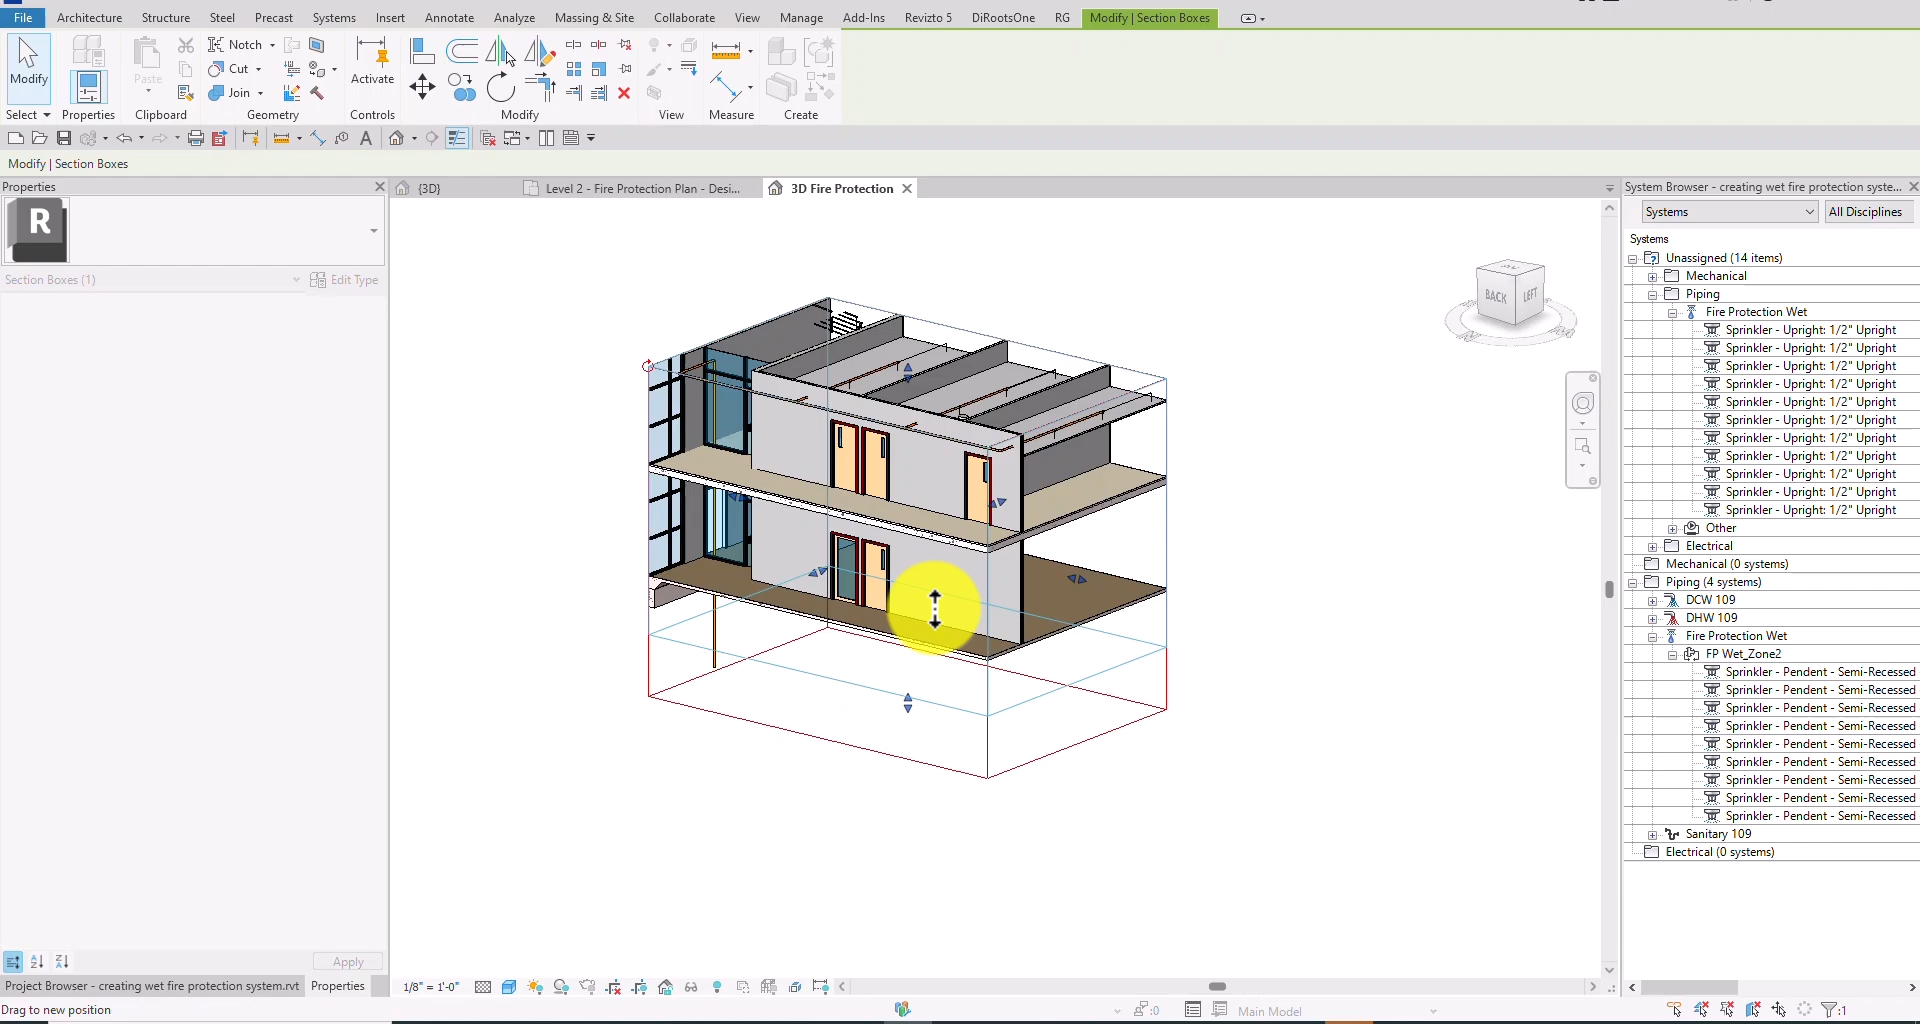 File Architecture Structure Steel Precast Systems Insert Annotate Analyze Massing & Site Collaborate View Manage Add-Ins Revizto 5 DiRootsOne RG Modify | Section Boxes
Notch
Modify Paste Cut Activate
Join
Select Properties Clipboard Geometry Controls Modify View Measure Create
Modify | Section Boxes
Properties
{3D} Level 2 - Fire Protection Plan - Desi... 3D Fire Protection
System Browser - creating wet fire protection syste...
R
Systems All Disciplines
Section Boxes (1) Edit Type
Systems
Unassigned (14 items)
Mechanical
Piping
Fire Protection Wet
Sprinkler - Upright: 1/2" Upright
Sprinkler - Upright: 1/2" Upright
Sprinkler - Upright: 1/2" Upright
Sprinkler - Upright: 1/2" Upright
Sprinkler - Upright: 1/2" Upright
Sprinkler - Upright: 1/2" Upright
Sprinkler - Upright: 1/2" Upright
Sprinkler - Upright: 1/2" Upright
Sprinkler - Upright: 1/2" Upright
Sprinkler - Upright: 1/2" Upright
Sprinkler - Upright: 1/2" Upright
Other
Electrical
Mechanical (0 systems)
Piping (4 systems)
DCW 109
DHW 109
Fire Protection Wet
FP Wet_Zone2
Sprinkler - Pendent - Semi-Recessed
Sprinkler - Pendent - Semi-Recessed
Sprinkler - Pendent - Semi-Recessed
Sprinkler - Pendent - Semi-Recessed
Sprinkler - Pendent - Semi-Recessed
Sprinkler - Pendent - Semi-Recessed
Sprinkler - Pendent - Semi-Recessed
Sprinkler - Pendent - Semi-Recessed
Sprinkler - Pendent - Semi-Recessed
Sanitary 109
Electrical (0 systems)
BACK LEFT
Apply
Project Browser - creating wet fire protection system.rvt Properties
1/8" = 1'-0"
Drag to new position
:0
Main Model
:1